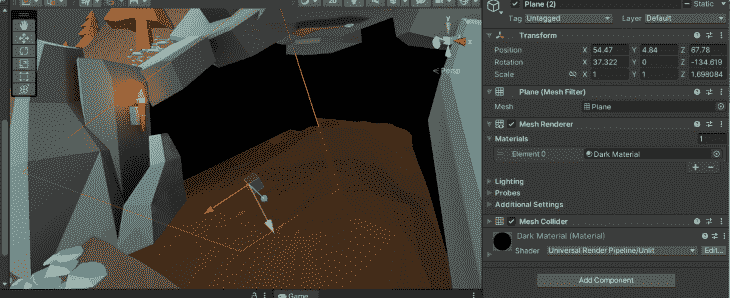 2D
Persp
Game
Plane (2)
Static
Tag Untagged Layer Default
Transform
Position X 54.47 Y 4.84 Z 67.78
Rotation X 37.322 Y 0 Z -134.619
Scale X 1 Y 1 Z 1.698084
Plane (Mesh Filter)
Mesh Plane
Mesh Renderer
Materials 1
Element 0 Dark Material
Lighting
Probes
Additional Settings
Mesh Collider
Dark Material (Material)
Shader Universal Render Pipeline/Unlit Edit...
Add Component